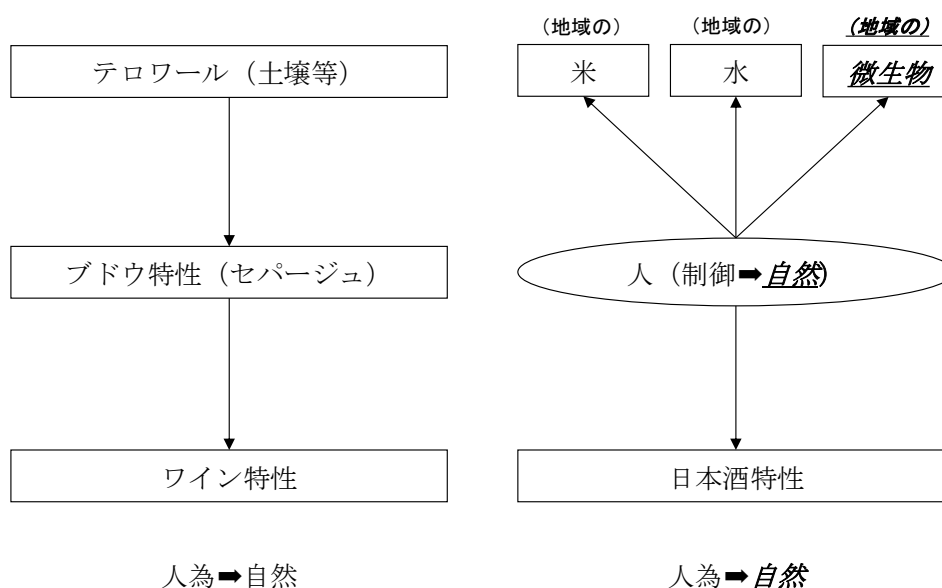 (地域の) (地域の) (地域の)
テロワール（土壌等） 米 水 微生物
ブドウ特性（セパージュ） 人（制御➡自然)
ワイン特性 日本酒特性
人為➡自然 人為➡自然